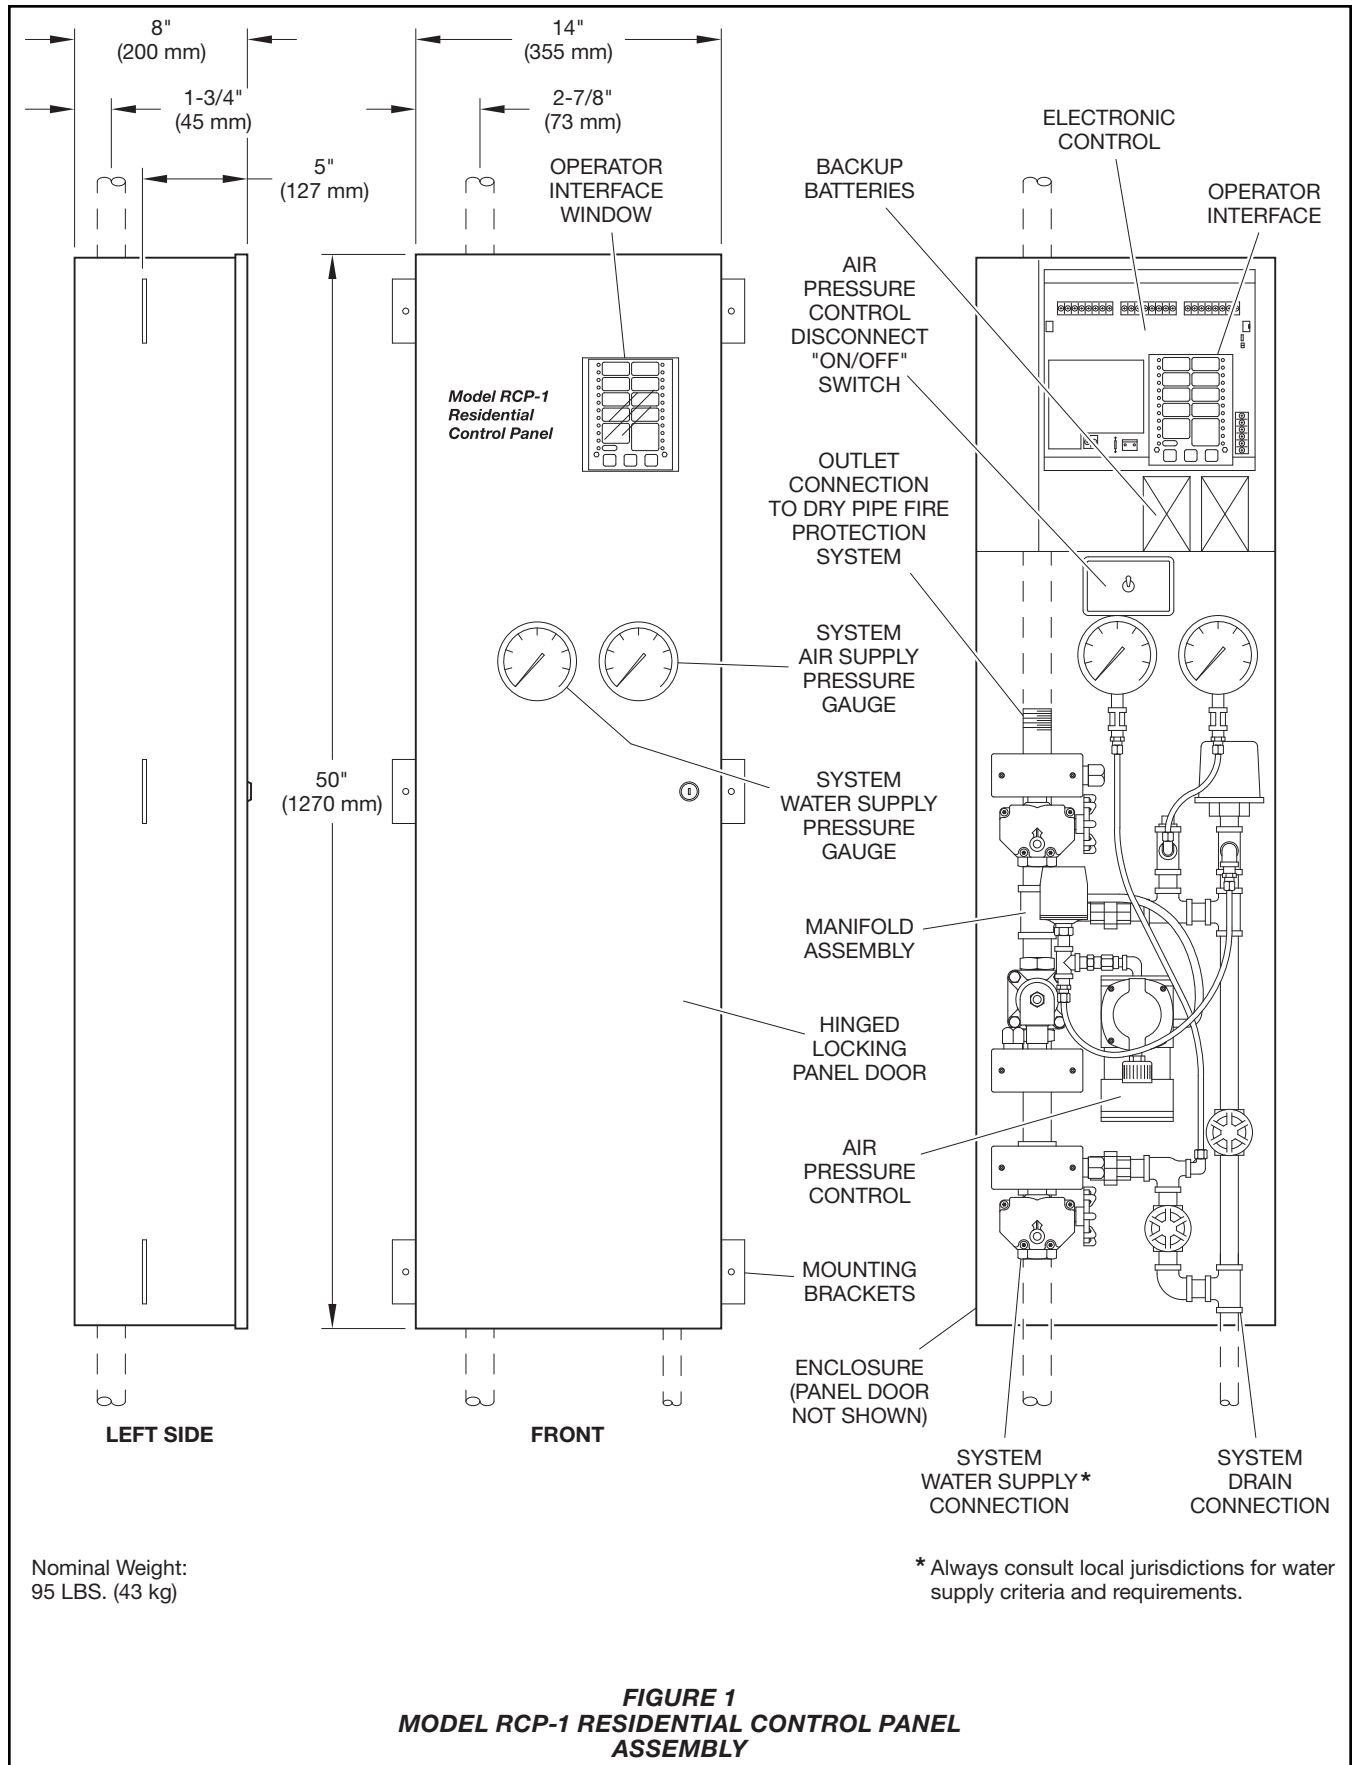 8"
(200 mm)
14"
(355 mm)
1-3/4"
(45 mm)
2-7/8"
(73 mm)
5"
(127 mm)
OPERATOR
INTERFACE
WINDOW
ELECTRONIC
CONTROL
BACKUP
BATTERIES
OPERATOR
INTERFACE
AIR
PRESSURE
CONTROL
DISCONNECT
"ON/OFF"
SWITCH
Model RCP-1
Residential
Control Panel
OUTLET
CONNECTION
TO DRY PIPE FIRE
PROTECTION
SYSTEM
SYSTEM
AIR SUPPLY
PRESSURE
GAUGE
50"
(1270 mm)
SYSTEM
WATER SUPPLY
PRESSURE
GAUGE
MANIFOLD
ASSEMBLY
HINGED
LOCKING
PANEL DOOR
AIR
PRESSURE
CONTROL
MOUNTING
BRACKETS
ENCLOSURE
(PANEL DOOR
NOT SHOWN)
LEFT SIDE
FRONT
SYSTEM
WATER SUPPLY*
CONNECTION
SYSTEM
DRAIN
CONNECTION
Nominal Weight:
95 LBS. (43 kg)
* Always consult local jurisdictions for water
supply criteria and requirements.
FIGURE 1
MODEL RCP-1 RESIDENTIAL CONTROL PANEL
ASSEMBLY